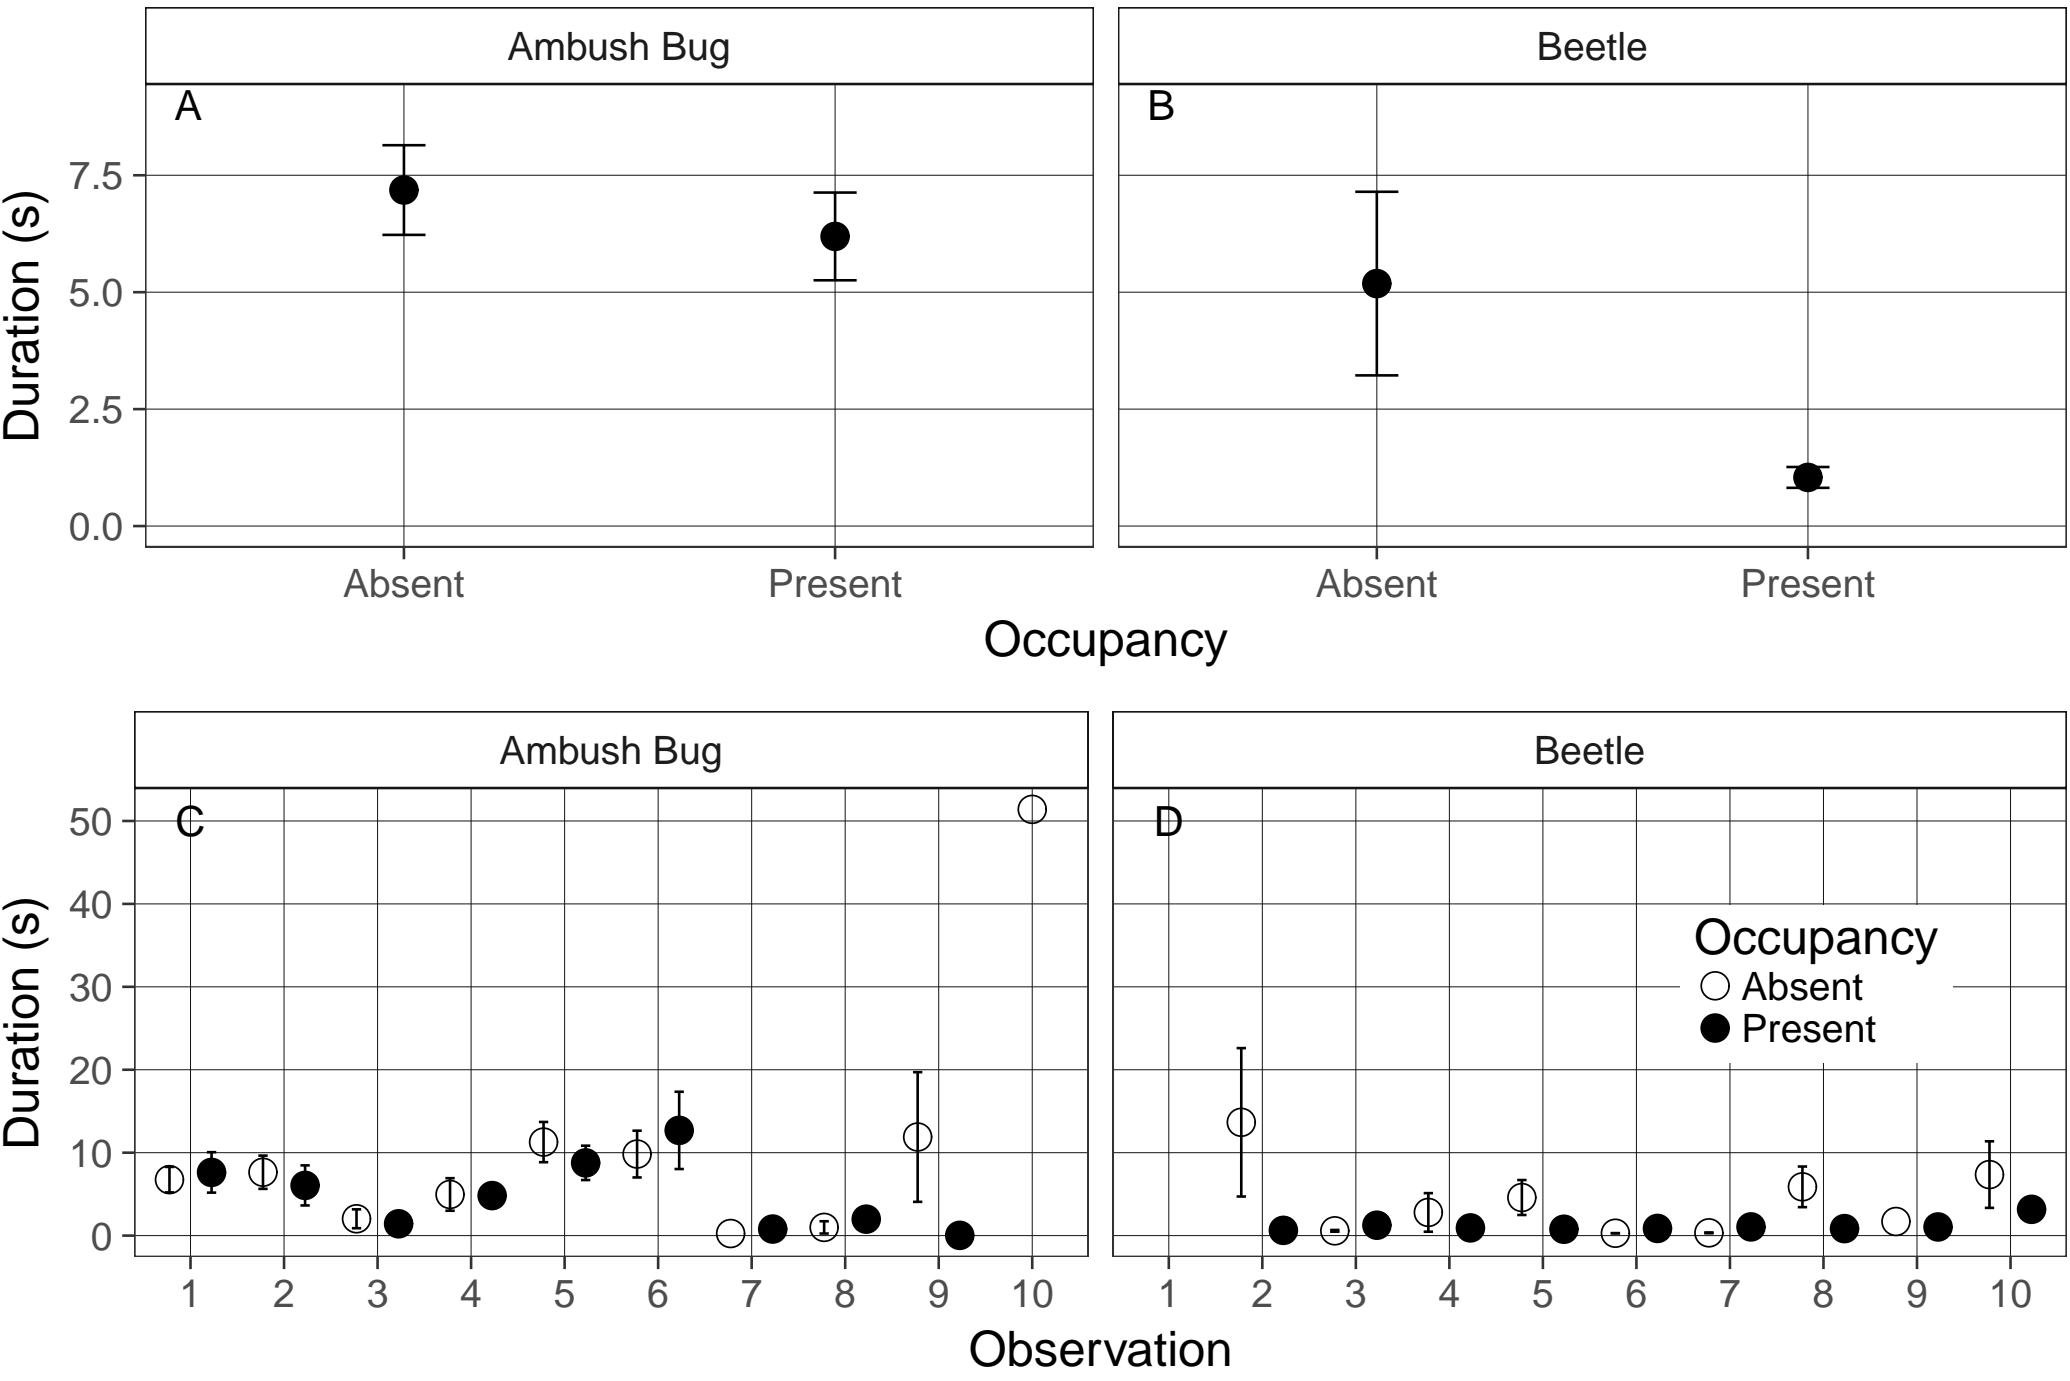 Ambush Bug Beetle
A B
Duration (s)
7.5
5.0
2.5
0.0
Absent Present Absent Present
Occupancy
Ambush Bug Beetle
C D
Duration (s)
50
40
30
20
10
0
Occupancy
Absent
Present
1 2 3 4 5 6 7 8 9 10 1 2 3 4 5 6 7 8 9 10
Observation